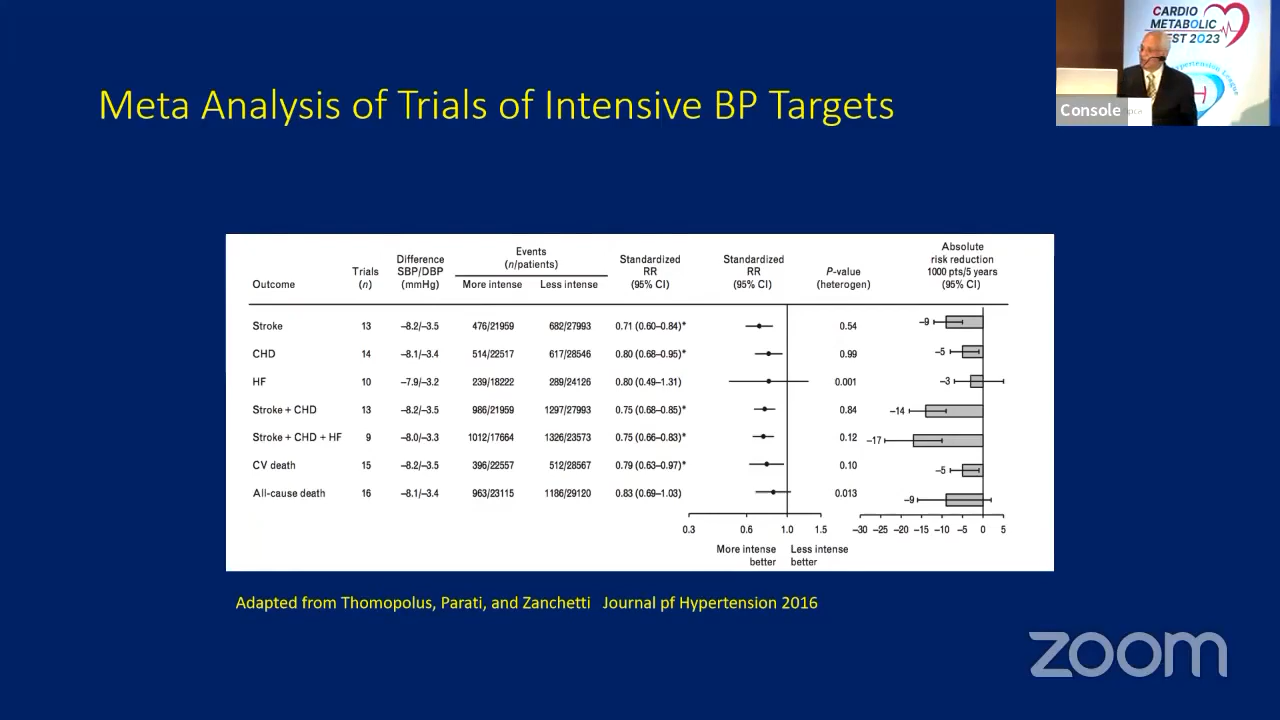 CARDIO
METABOLIC
EST 2023
ypertension League
Console
Meta Analysis of Trials of Intensive BP Targets
Outcome Trials (n) Difference SBP/DBP (mmHg) Events (n/patients) More intense Less intense Standardized RR (95% CI) Standardized RR (95% CI) P-value (heterogen) Absolute risk reduction 1000 pts/5 years (95% CI)
Stroke 13 −8.2/−3.5 476/21959 682/27993 0.71 (0.60–0.84)* 0.54 −9
CHD 14 −8.1/−3.4 514/22517 617/28546 0.80 (0.68–0.95)* 0.99 −5
HF 10 −7.9/−3.2 239/18222 289/24126 0.80 (0.49–1.31) 0.001 −3
Stroke + CHD 13 −8.2/−3.5 986/21959 1297/27993 0.75 (0.68–0.85)* 0.84 −14
Stroke + CHD + HF 9 −8.0/−3.3 1012/17664 1326/23573 0.75 (0.66–0.83)* 0.12 −17
CV death 15 −8.2/−3.5 396/22557 512/28567 0.79 (0.63–0.97)* 0.10 −5
All-cause death 16 −8.1/−3.4 963/23115 1186/29120 0.83 (0.69–1.03) 0.013 −9
0.3 0.6 1.0 1.5 −30 −25 −20 −15 −10 −5 0 5
More intense better Less intense better
Adapted from Thomopolus, Parati, and Zanchetti Journal pf Hypertension 2016
zoom